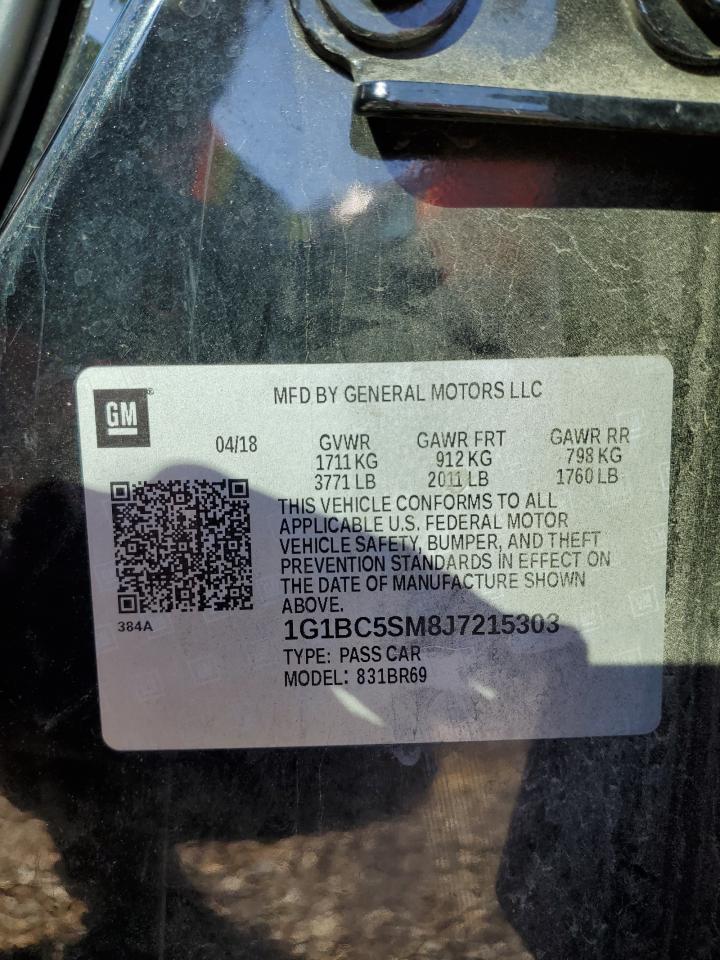 GM®
MFD BY GENERAL MOTORS LLC
04/18 GVWR GAWR FRT GAWR RR
1711 KG 912 KG 798 KG
3771 LB 2011 LB 1760 LB
THIS VEHICLE CONFORMS TO ALL
APPLICABLE U.S. FEDERAL MOTOR
VEHICLE SAFETY, BUMPER, AND THEFT
PREVENTION STANDARDS IN EFFECT ON
THE DATE OF MANUFACTURE SHOWN
ABOVE.
384A
1G1BC5SM8J7215303
TYPE: PASS CAR
MODEL: 831BR69